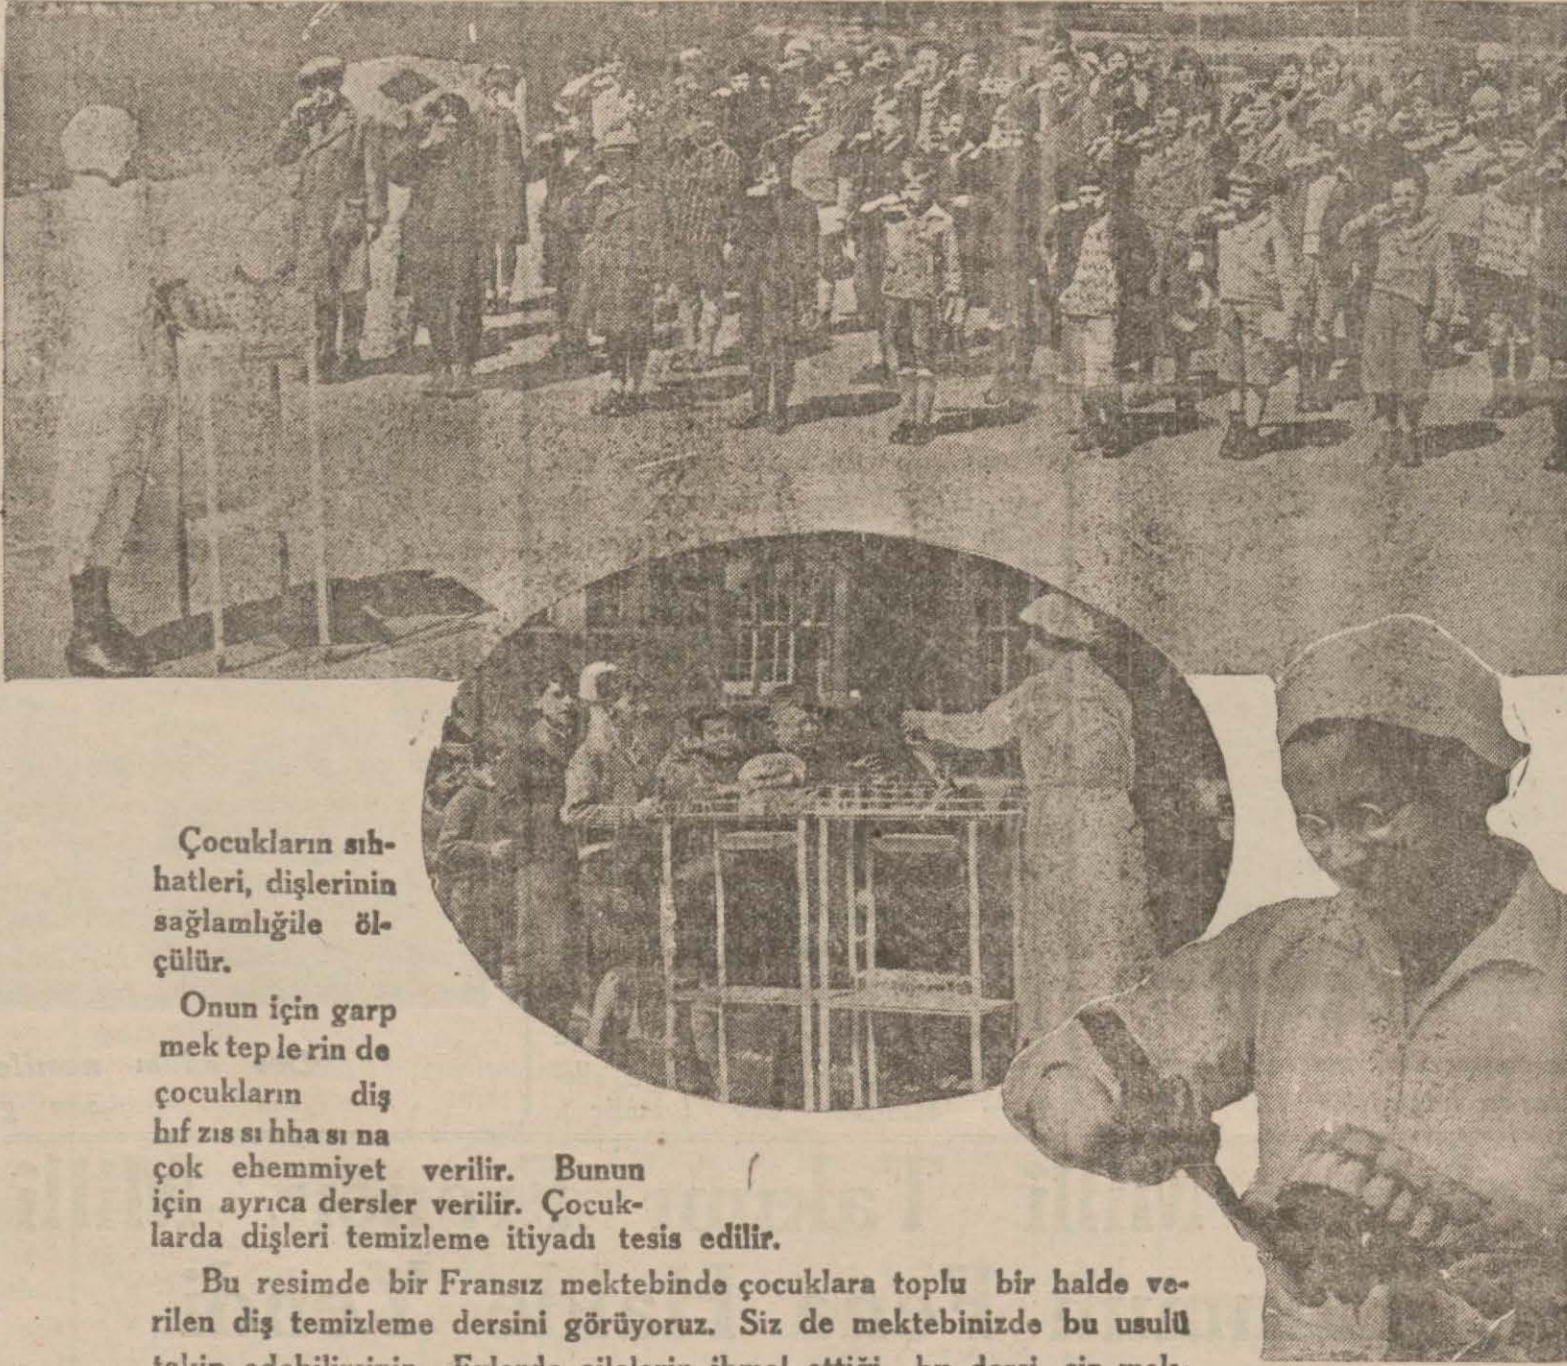 Çocukların sıh-
hatleri, dişlerinin
sağlamlığile öl-
çülür.
Onun için garp
mek tep le rin de
çocukların diş
hıf zıs sı hha sı na
çok ehemmiyet verilir. Bunun
için ayrıca dersler verilir. Çocuk-
larda dişleri temizleme itiyadı tesis edilir.
Bu resimde bir Fransız mektebinde çocuklara toplu bir halde ve-
rilen diş temizleme dersini görüyoruz. Siz de mektebinizde bu usulü